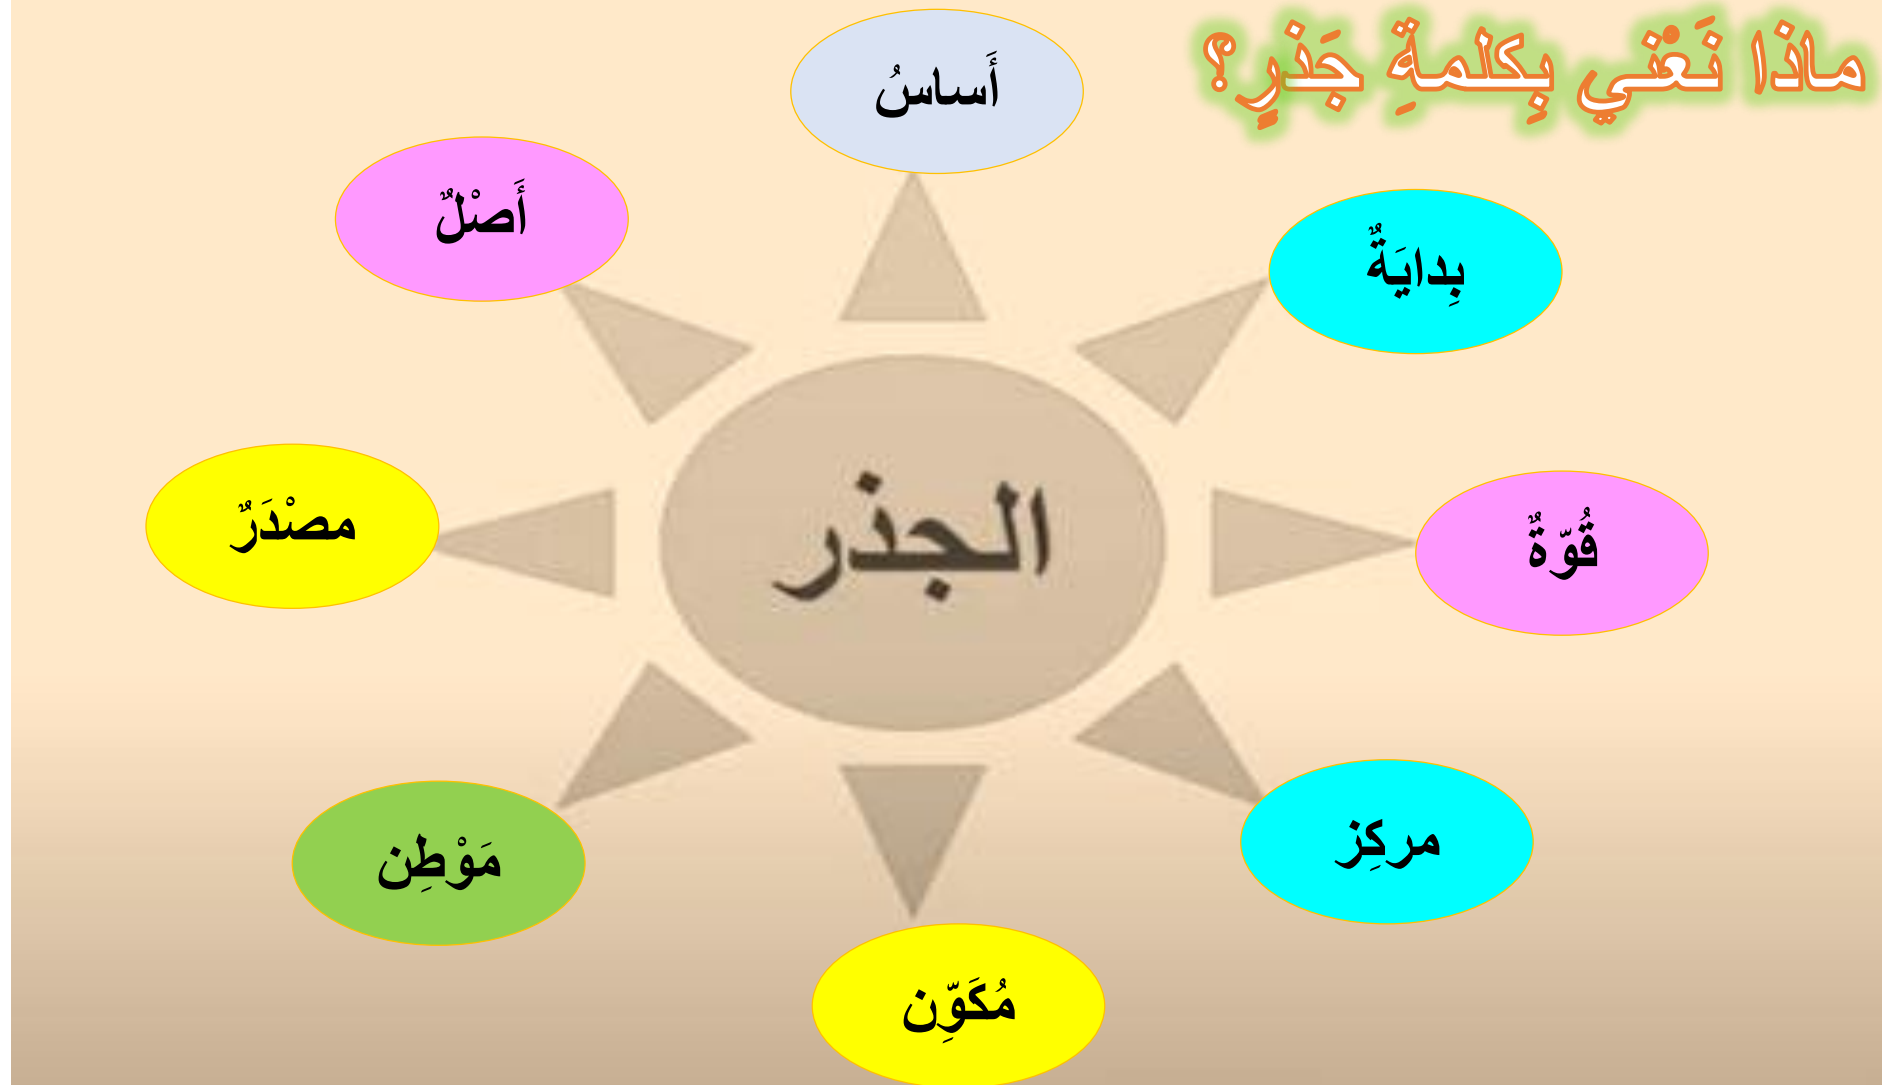 ماذا نَعْني بِكلمةِ جَذرٍ؟
أَساسُ
أَصْلٌ
بِدايَةٌ
الجذر
مصْدَرٌ
قُوّةٌ
مركِز
مَوْطِن
مُكَوِّن